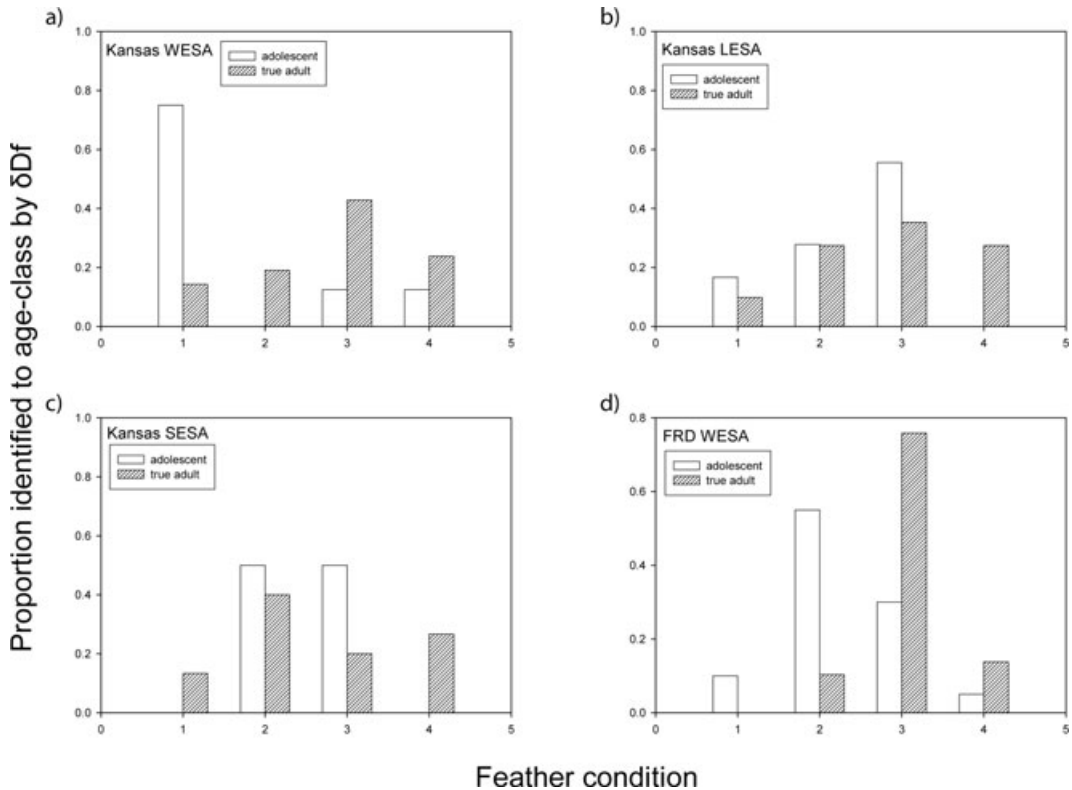 a)
Kansas WESA
adolescent
true adult
1.0
0.8
0.6
0.4
0.2
0.0
0 1 2 3 4 5
b)
Kansas LESA
adolescent
true adult
1.0
0.8
0.6
0.4
0.2
0.0
0 1 2 3 4 5
c)
Kansas SESA
adolescent
true adult
1.0
0.8
0.6
0.4
0.2
0.0
0 1 2 3 4 5
d)
FRD WESA
adolescent
true adult
0.8
0.6
0.4
0.2
0.0
0 1 2 3 4 5
Proportion identified to age-class by δDf
Feather condition